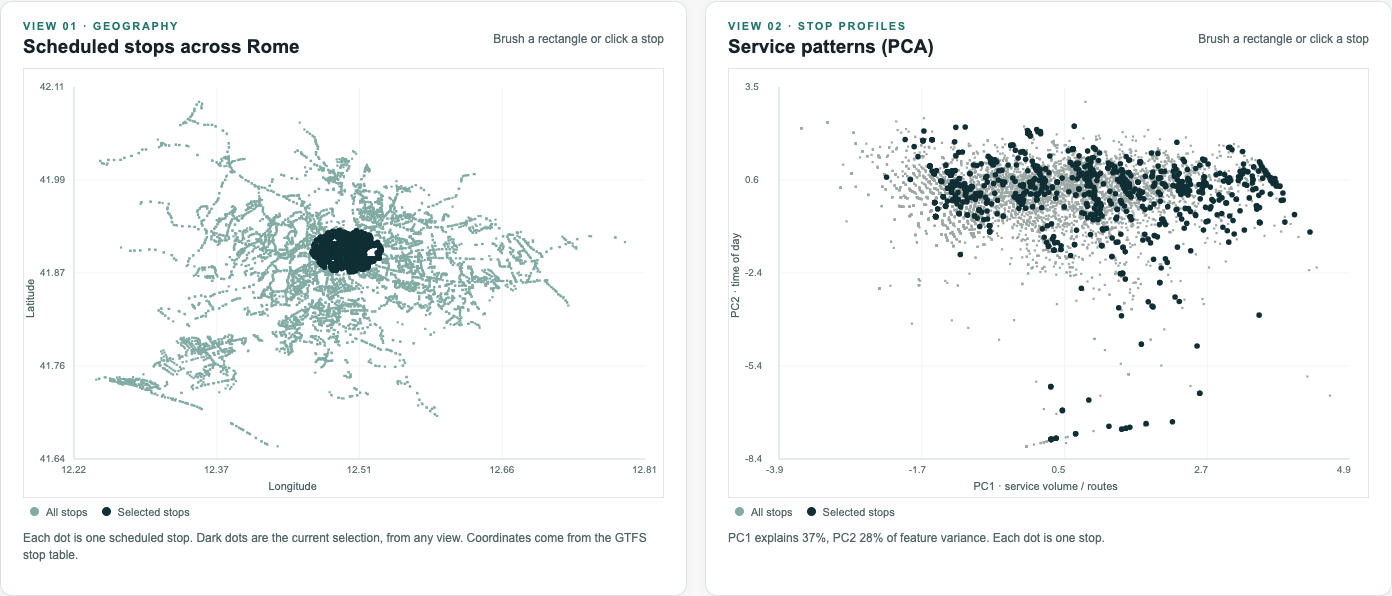 VIEW 01 · GEOGRAPHY
Scheduled stops across Rome
Brush a rectangle or click a stop
42.11
41.99
41.87
41.76
41.64
Latitude
12.22
12.37
12.51
12.66
12.81
Longitude
All stops
Selected stops
Each dot is one scheduled stop. Dark dots are the current selection, from any view. Coordinates come from the GTFS
stop table.
VIEW 02 · STOP PROFILES
Service patterns (PCA)
Brush a rectangle or click a stop
3.5
0.6
-2.4
-5.4
-8.4
PC2 · time of day
-3.9
-1.7
0.5
2.7
4.9
PC1 · service volume / routes
All stops
Selected stops
PC1 explains 37%, PC2 28% of feature variance. Each dot is one stop.